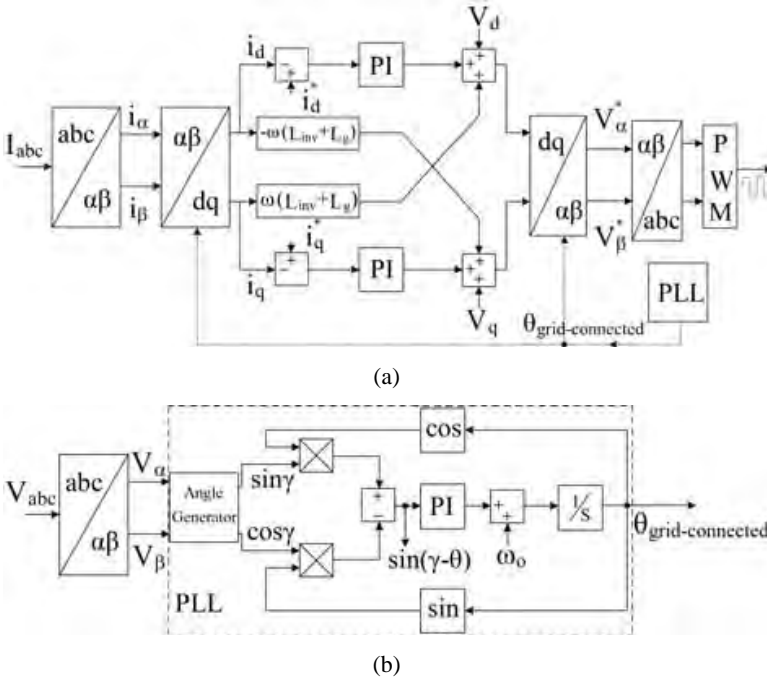 V_d
i_d
PI
i_d^*
I_abc
abc
αβ
i_α
i_β
αβ
dq
-ω(L_inv+L_g)
ω(L_inv+L_g)
i_q^*
i_q
PI
V_q
dq
αβ
V_α^*
V_β^*
αβ
abc
P
W
M
PLL
θ_grid-connected
(a)
V_abc
abc
αβ
V_α
V_β
Angle
Generator
sinγ
cosγ
cos
PI
sin(γ-θ)
ω_o
1/S
θ_grid-connected
sin
PLL
(b)